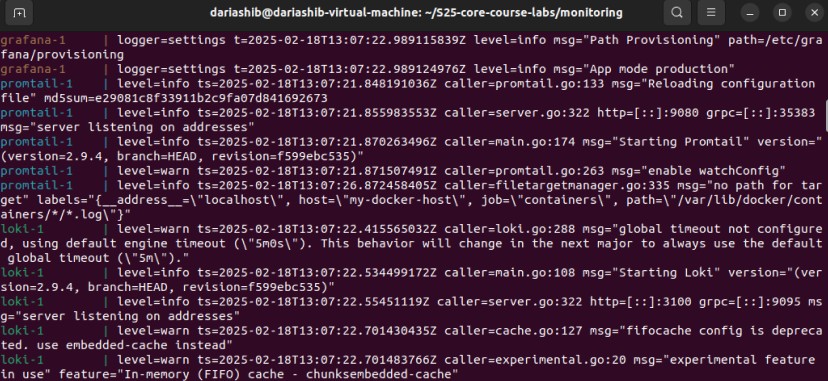 dariashib@dariashib-virtual-machine: ~/S25-core-course-labs/monitoring
grafana-1     | logger=settings t=2025-02-18T13:07:22.989115839Z level=info msg="Path Provisioning" path=/etc/gra
fana/provisioning
grafana-1     | logger=settings t=2025-02-18T13:07:22.989124976Z level=info msg="App mode production"
promtail-1    | level=info ts=2025-02-18T13:07:21.848191036Z caller=promtail.go:133 msg="Reloading configuration
file" md5sum=e29081c8f33911b2c9fa07d841692673
promtail-1    | level=info ts=2025-02-18T13:07:21.855983553Z caller=server.go:322 http=[::]:9080 grpc=[::]:35383
msg="server listening on addresses"
promtail-1    | level=info ts=2025-02-18T13:07:21.870263496Z caller=main.go:174 msg="Starting Promtail" version="
(version=2.9.4, branch=HEAD, revision=f599ebc535)"
promtail-1    | level=warn ts=2025-02-18T13:07:21.871507491Z caller=promtail.go:263 msg="enable watchConfig"
promtail-1    | level=info ts=2025-02-18T13:07:26.872458405Z caller=filetargetmanager.go:335 msg="no path for tar
get" labels="{__address__=\"localhost\", host=\"my-docker-host\", job=\"containers\", path=\"/var/lib/docker/cont
ainers/*/*.log\"}"
loki-1        | level=warn ts=2025-02-18T13:07:22.415565032Z caller=loki.go:288 msg="global timeout not configure
d, using default engine timeout (\"5m0s\"). This behavior will change in the next major to always use the default
global timeout (\"5m\")."
loki-1        | level=info ts=2025-02-18T13:07:22.534499172Z caller=main.go:108 msg="Starting Loki" version="(ver
sion=2.9.4, branch=HEAD, revision=f599ebc535)"
loki-1        | level=info ts=2025-02-18T13:07:22.55451119Z caller=server.go:322 http=[::]:3100 grpc=[::]:9095 ms
g="server listening on addresses"
loki-1        | level=warn ts=2025-02-18T13:07:22.701430435Z caller=cache.go:127 msg="fifocache config is depreca
ted. use embedded-cache instead"
loki-1        | level=warn ts=2025-02-18T13:07:22.701483766Z caller=experimental.go:20 msg="experimental feature
in use" feature="In-memory (FIFO) cache - chunksembedded-cache"